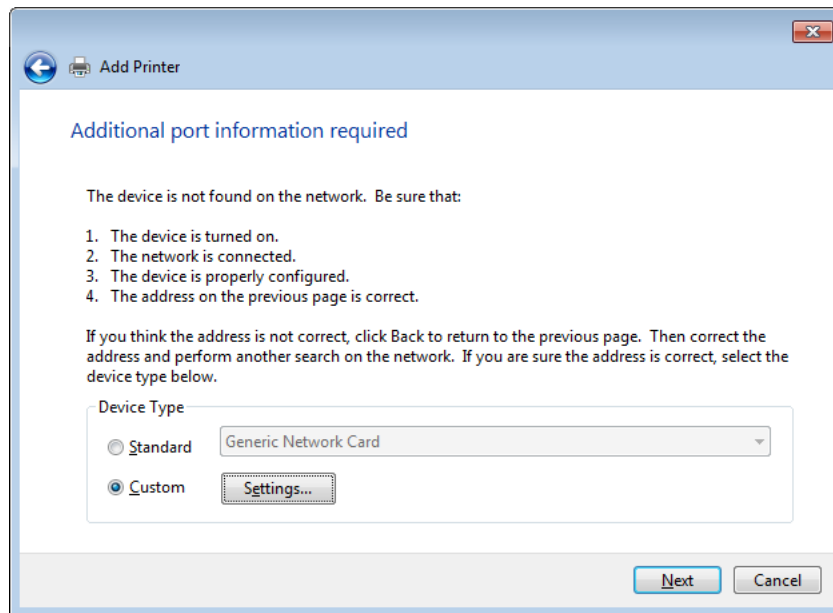 Add Printer
Additional port information required
The device is not found on the network.  Be sure that:
1.  The device is turned on.
2.  The network is connected.
3.  The device is properly configured.
4.  The address on the previous page is correct.
If you think the address is not correct, click Back to return to the previous page.  Then correct the
address and perform another search on the network.  If you are sure the address is correct, select the
device type below.
Device Type
Standard
Generic Network Card
Custom
Settings...
Next
Cancel